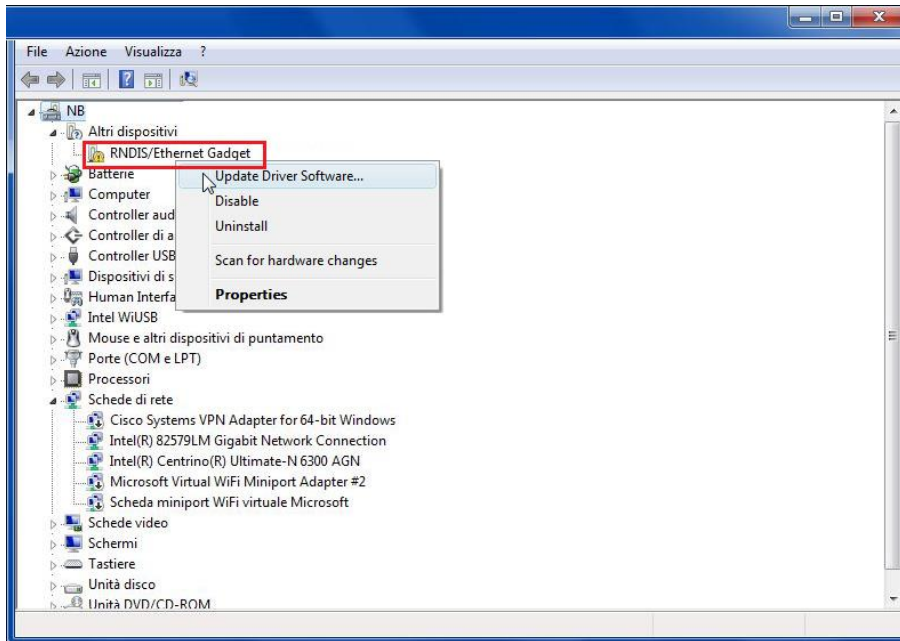 File Azione Visualizza ?
NB
Altri dispositivi
RNDIS/Ethernet Gadget
Batterie
Update Driver Software...
Computer
Disable
Controller aud
Controller di a
Uninstall
Controller USB
Scan for hardware changes
Dispositivi di s
Human Interfa
Properties
Intel WiUSB
Mouse e altri dispositivi di puntamento
Porte (COM e LPT)
Processori
Schede di rete
Cisco Systems VPN Adapter for 64-bit Windows
Intel(R) 82579LM Gigabit Network Connection
Intel(R) Centrino(R) Ultimate-N 6300 AGN
Microsoft Virtual WiFi Miniport Adapter #2
Scheda miniport WiFi virtuale Microsoft
Schede video
Schermi
Tastiere
Unità disco
Unità DVD/CD-ROM